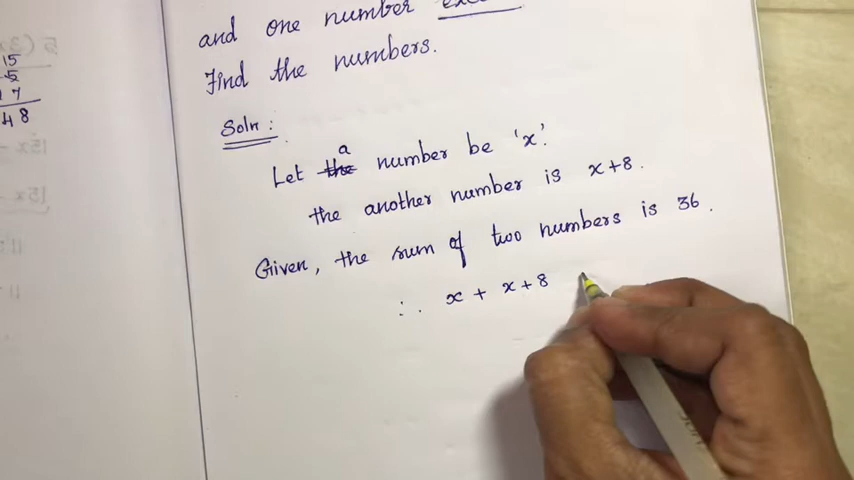 and one number
Find the numbers.
Soln :
Let a number be 'x'.
the another number is x+8.
Given, the sum of two numbers is 36.
∴ x + x+8
15
5
7
48